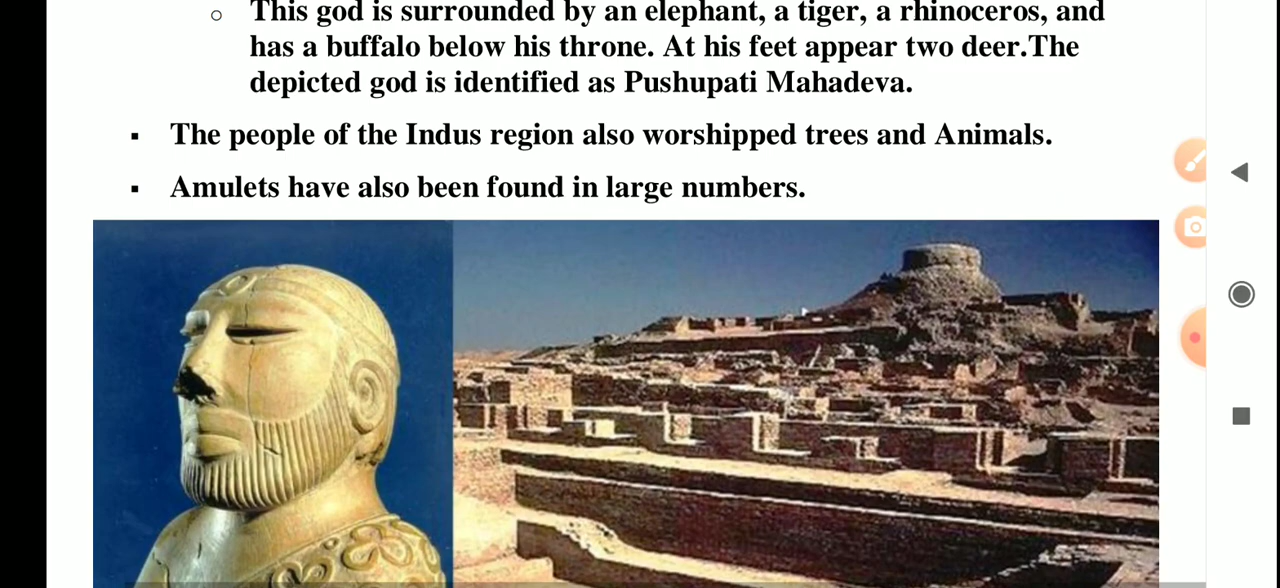 This god is surrounded by an elephant, a tiger, a rhinoceros, and
has a buffalo below his throne. At his feet appear two deer.The
depicted god is identified as Pushupati Mahadeva.
The people of the Indus region also worshipped trees and Animals.
Amulets have also been found in large numbers.